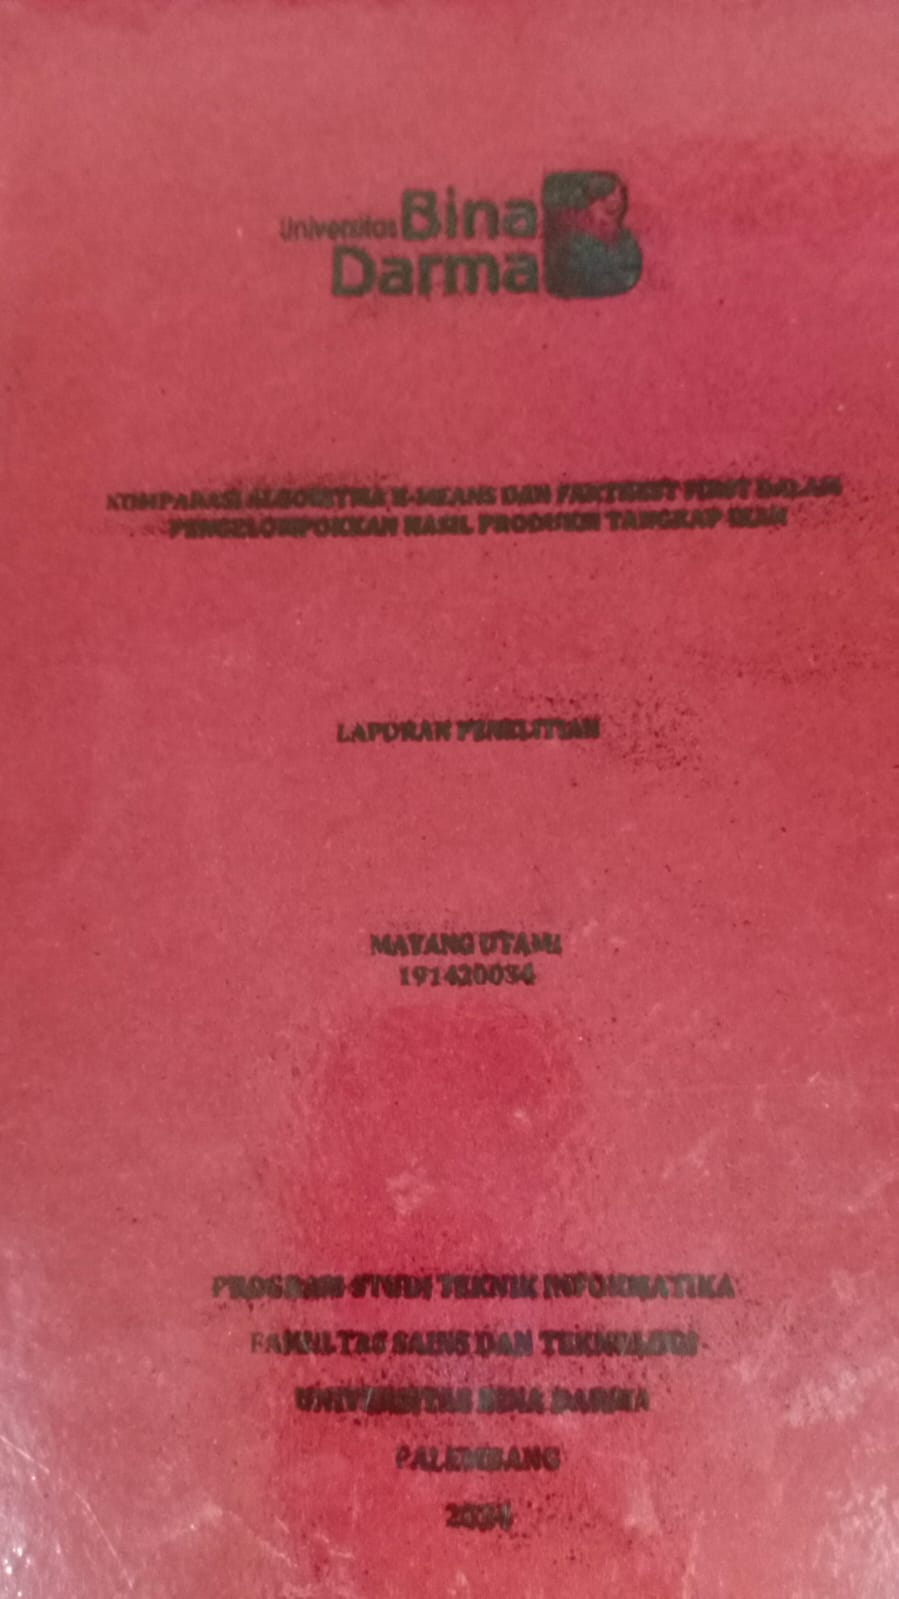 Universitas Bina
Darma
KOMPARASI ALGORITMA K-MEANS DAN FARTHEST FIRST DALAM
PENGELOMPOKKAN HASIL PRODUKSI TANGKAP IKAN
LAPORAN PENELITIAN
MAYANG UTAMI
191420034
PROGRAM STUDI TEKNIK INFORMATIKA
FAKULTAS SAINS DAN TEKNOLOGI
UNIVERSITAS BINA DARMA
PALEMBANG
2024